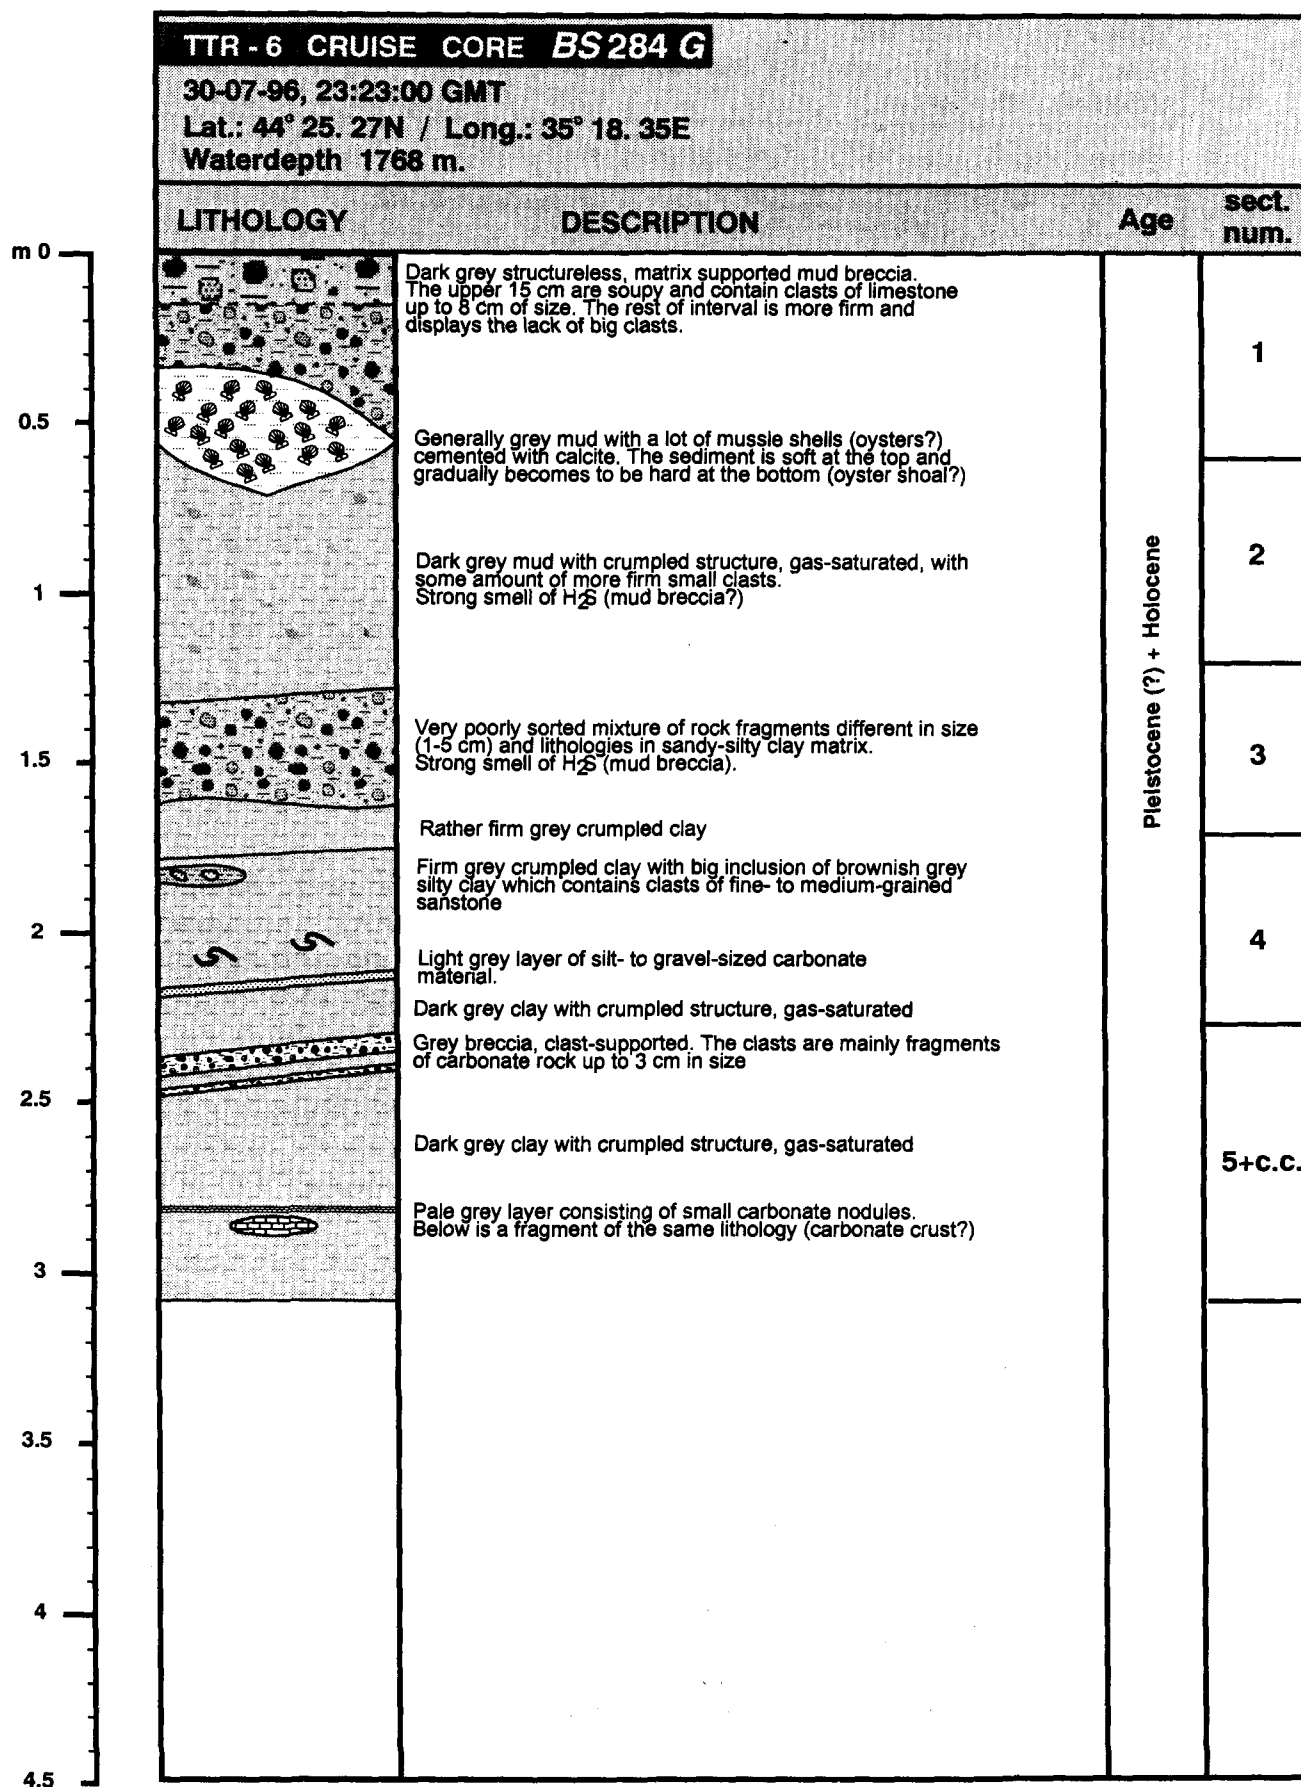 TTR - 6 CRUISE CORE BS 284 G
30-07-96, 23:23:00 GMT
Lat.: 44° 25. 27N / Long.: 35° 18. 35E
Waterdepth 1768 m.
LITHOLOGY DESCRIPTION Age sect. num.
m 0
Dark grey structureless, matrix supported mud breccia.
The upper 15 cm are soupy and contain clasts of limestone
up to 8 cm of size. The rest of interval is more firm and
displays the lack of big clasts.
1
0.5
Generally grey mud with a lot of mussle shells (oysters?)
cemented with calcite. The sediment is soft at the top and
gradually becomes to be hard at the bottom (oyster shoal?)
Dark grey mud with crumpled structure, gas-saturated, with
some amount of more firm small clasts.
Strong smell of H2S (mud breccia?)
2
1
Pleistocene (?) + Holocene
Very poorly sorted mixture of rock fragments different in size
(1-5 cm) and lithologies in sandy-silty clay matrix.
Strong smell of H2S (mud breccia).
3
1.5
Rather firm grey crumpled clay
Firm grey crumpled clay with big inclusion of brownish grey
silty clay which contains clasts of fine- to medium-grained
sanstone
2
4
Light grey layer of silt- to gravel-sized carbonate
material.
Dark grey clay with crumpled structure, gas-saturated
Grey breccia, clast-supported. The clasts are mainly fragments
of carbonate rock up to 3 cm in size
2.5
Dark grey clay with crumpled structure, gas-saturated
5+c.c.
Pale grey layer consisting of small carbonate nodules.
Below is a fragment of the same lithology (carbonate crust?)
3
3.5
4
4.5